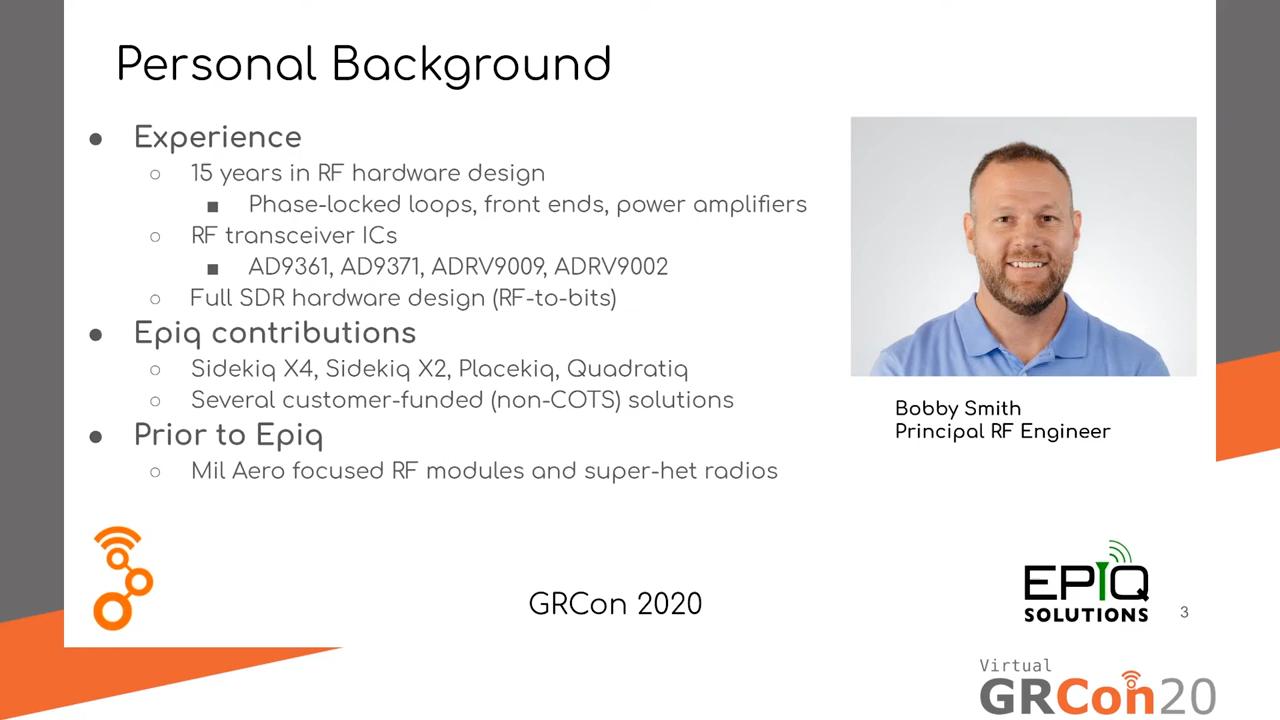 Personal Background
Experience
15 years in RF hardware design
Phase-locked loops, front ends, power amplifiers
RF transceiver ICs
AD9361, AD9371, ADRV9009, ADRV9002
Full SDR hardware design (RF-to-bits)
Epiq contributions
Sidekiq X4, Sidekiq X2, Placekiq, Quadratiq
Several customer-funded (non-COTS) solutions
Prior to Epiq
Mil Aero focused RF modules and super-het radios
Bobby Smith
Principal RF Engineer
GRCon 2020
EPIQ
SOLUTIONS
3
Virtual
GRCon20